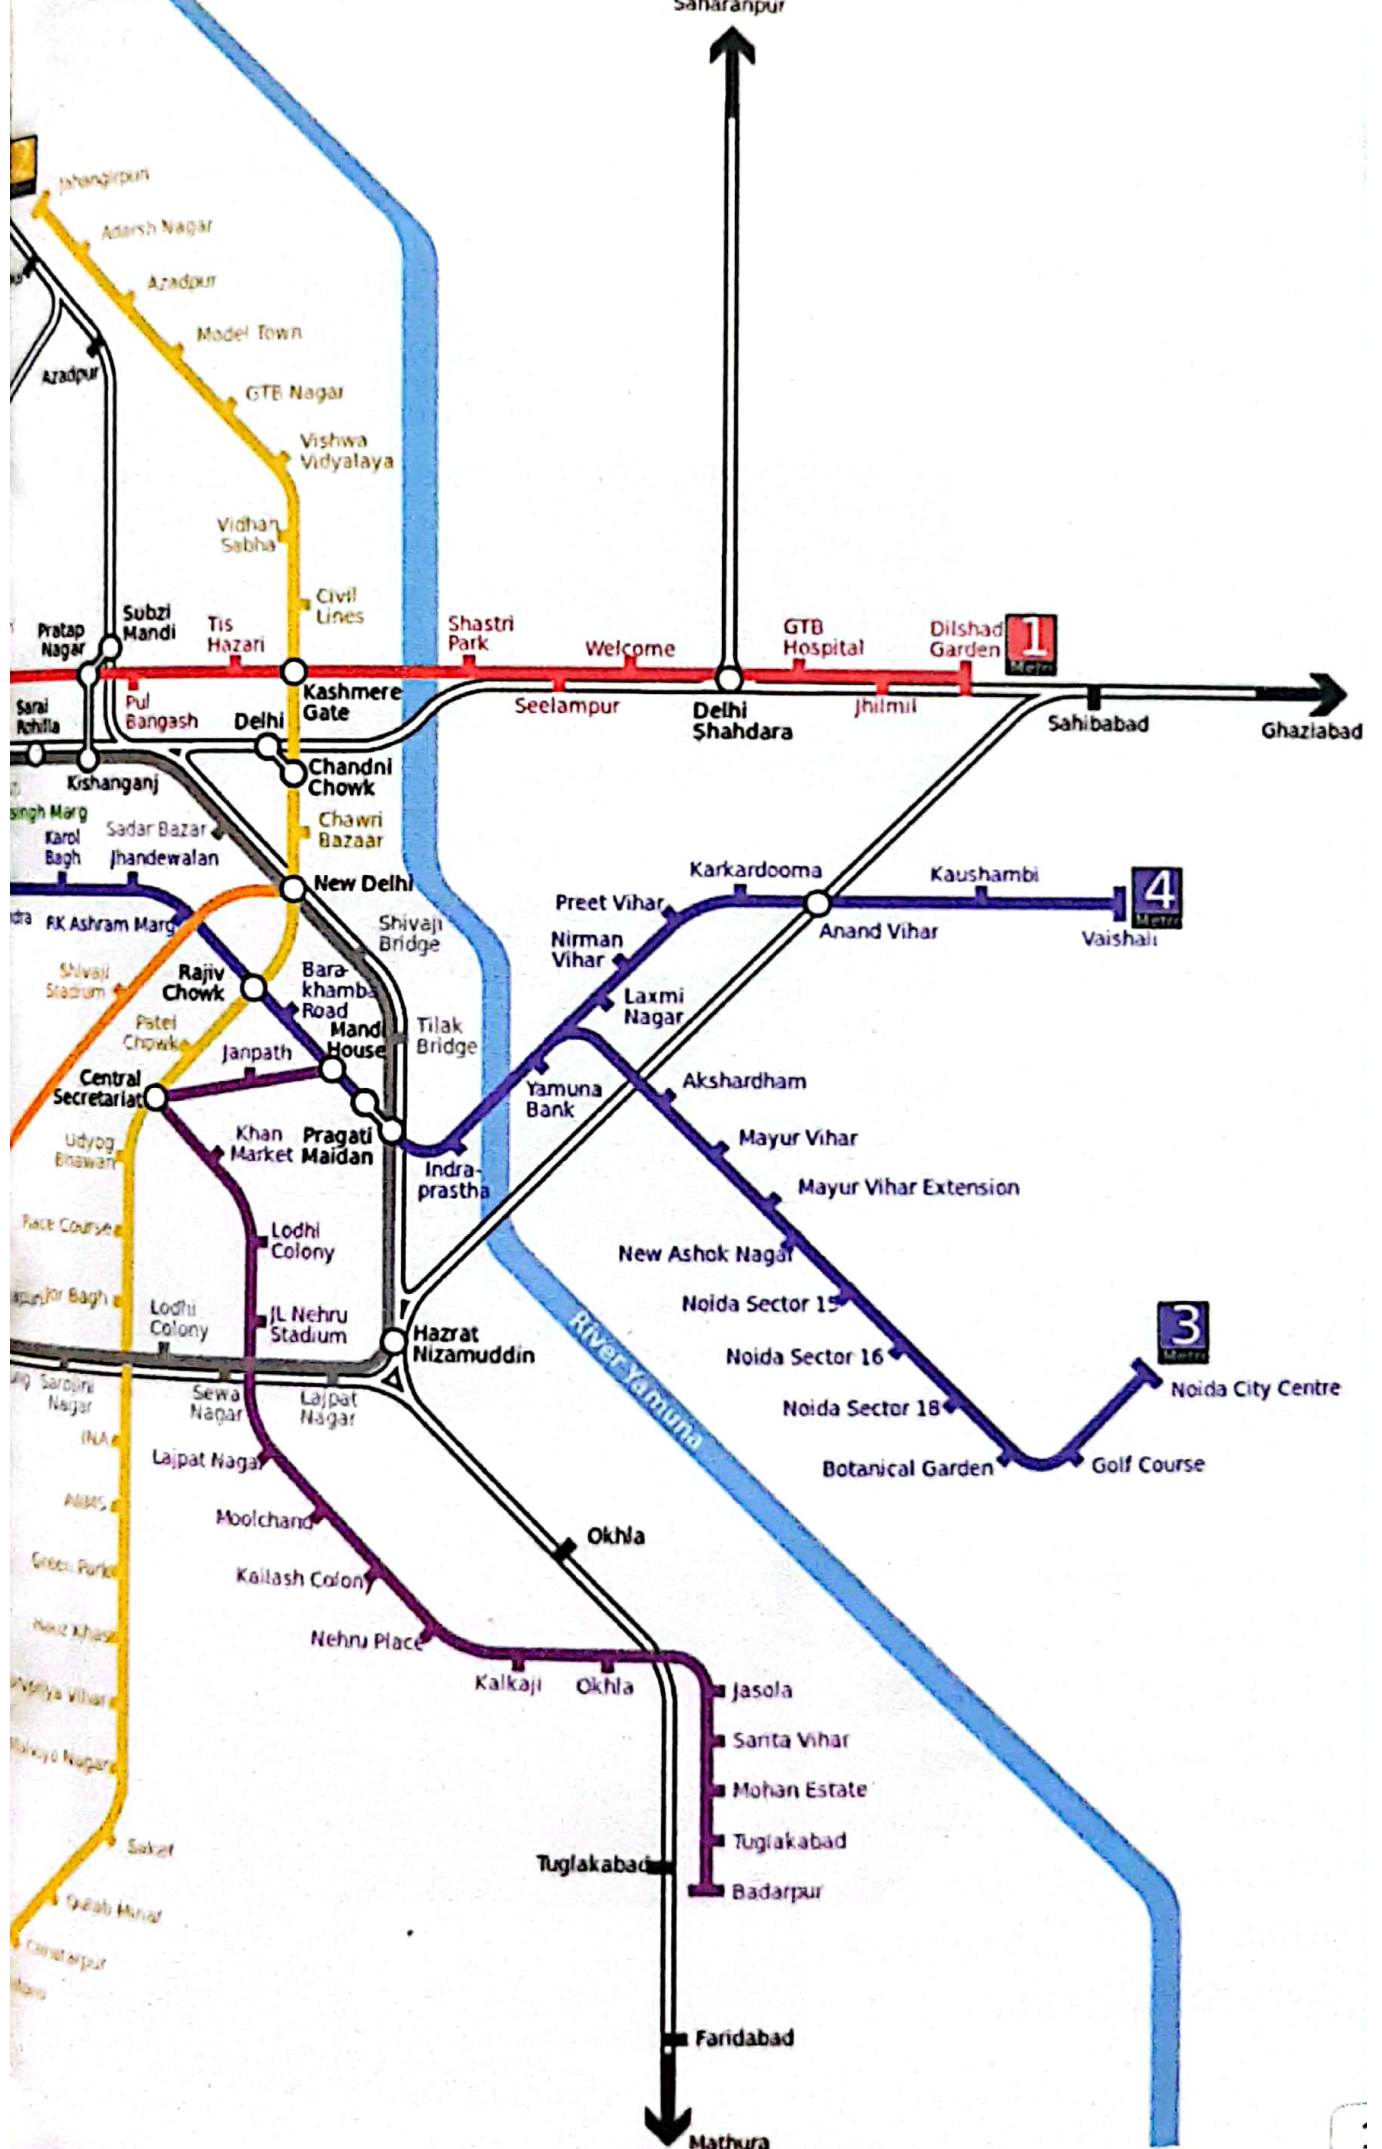 Saharanpur
Jahangirpuri
Adarsh Nagar
Azadpur
Model Town
Azadpur
GTB Nagar
Vishwa
Vidyalaya
Vidhan
Sabha
Civil
Lines
Subzi
Mandi
Pratap
Nagar
Tis
Hazari
Shastri
Park
Welcome
GTB
Hospital
Dilshad
Garden
1
Metro
Kashmere
Gate
Pul
Bangash
Sarai
Rohilla
Delhi
Seelampur
Delhi
Shahdara
Jhilmil
Sahibabad
Ghaziabad
Kishanganj
Chandni
Chowk
singh Marg
Sadar Bazar
Chawri
Bazaar
Karol
Bagh
Jhandewalan
New Delhi
Karkardooma
Kaushambi
4
Metro
Preet Vihar
RK Ashram Marg
Shivaji
Bridge
Anand Vihar
Vaishali
Nirman
Vihar
Shivaji
Stadium
Rajiv
Chowk
Bara-
khamba
Road
Laxmi
Nagar
Patel
Chowk
Mandi
House
Tilak
Bridge
Janpath
Central
Secretariat
Yamuna
Bank
Akshardham
Khan
Market
Pragati
Maidan
Mayur Vihar
Udyog
Bhawan
Indra-
prastha
Mayur Vihar Extension
Race Course
Lodhi
Colony
New Ashok Nagar
Jor Bagh
Lodhi
Colony
JL Nehru
Stadium
Noida Sector 15
River Yamuna
3
Metro
Hazrat
Nizamuddin
Noida Sector 16
Sarojini
Nagar
Sewa
Nagar
Lajpat
Nagar
Noida City Centre
Noida Sector 18
INA
Lajpat Nagar
Botanical Garden
Golf Course
AIIMS
Moolchand
Okhla
Green Park
Kailash Colony
Hauz Khas
Nehru Place
Kalkaji
Okhla
Jasola
Sarita Vihar
Mohan Estate
Tuglakabad
Saket
Tuglakabad
Badarpur
Qutab Minar
Chhatarpur
Faridabad
Mathura